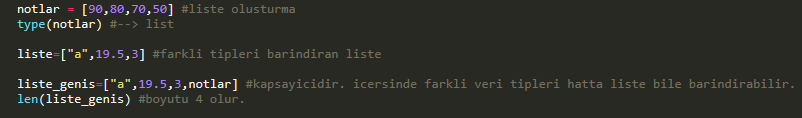 notlar = [90,80,70,50] #liste olusturma
type(notlar) #--> list
liste=["a",19.5,3] #farkli tipleri barindiran liste
liste_genis=["a",19.5,3,notlar] #kapsayicidir. icersinde farkli veri tipleri hatta liste bile barindirabilir.
len(liste_genis) #boyutu 4 olur.